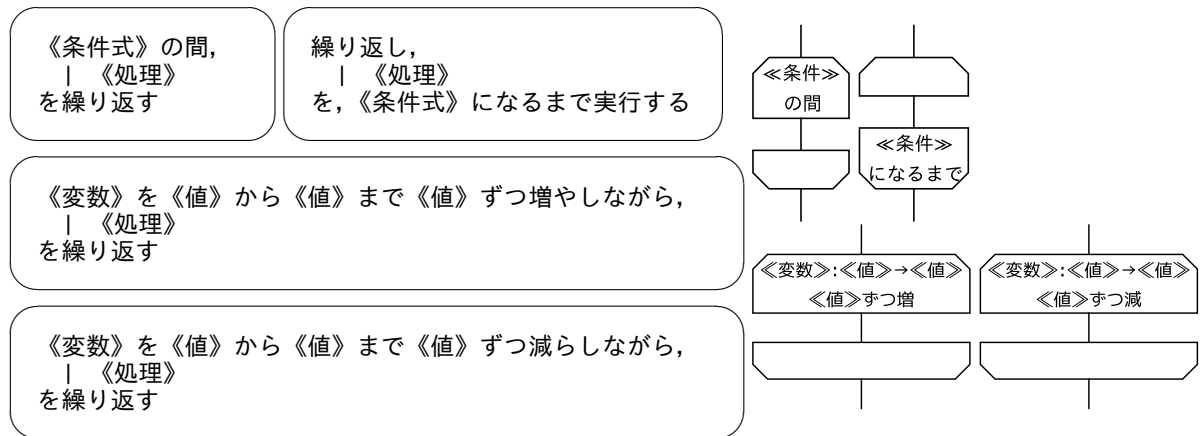 《条件式》の間,
| 《処理》
を繰り返す
繰り返し,
| 《処理》
を,《条件式》になるまで実行する
《変数》を《値》から《値》まで《値》ずつ増やしながら,
| 《処理》
を繰り返す
《変数》を《値》から《値》まで《値》ずつ減らしながら,
| 《処理》
を繰り返す
≪条件≫
の間
≪条件≫
になるまで
≪変数≫:≪値≫→≪値≫
≪値≫ずつ増
≪変数≫:≪値≫→≪値≫
≪値≫ずつ減